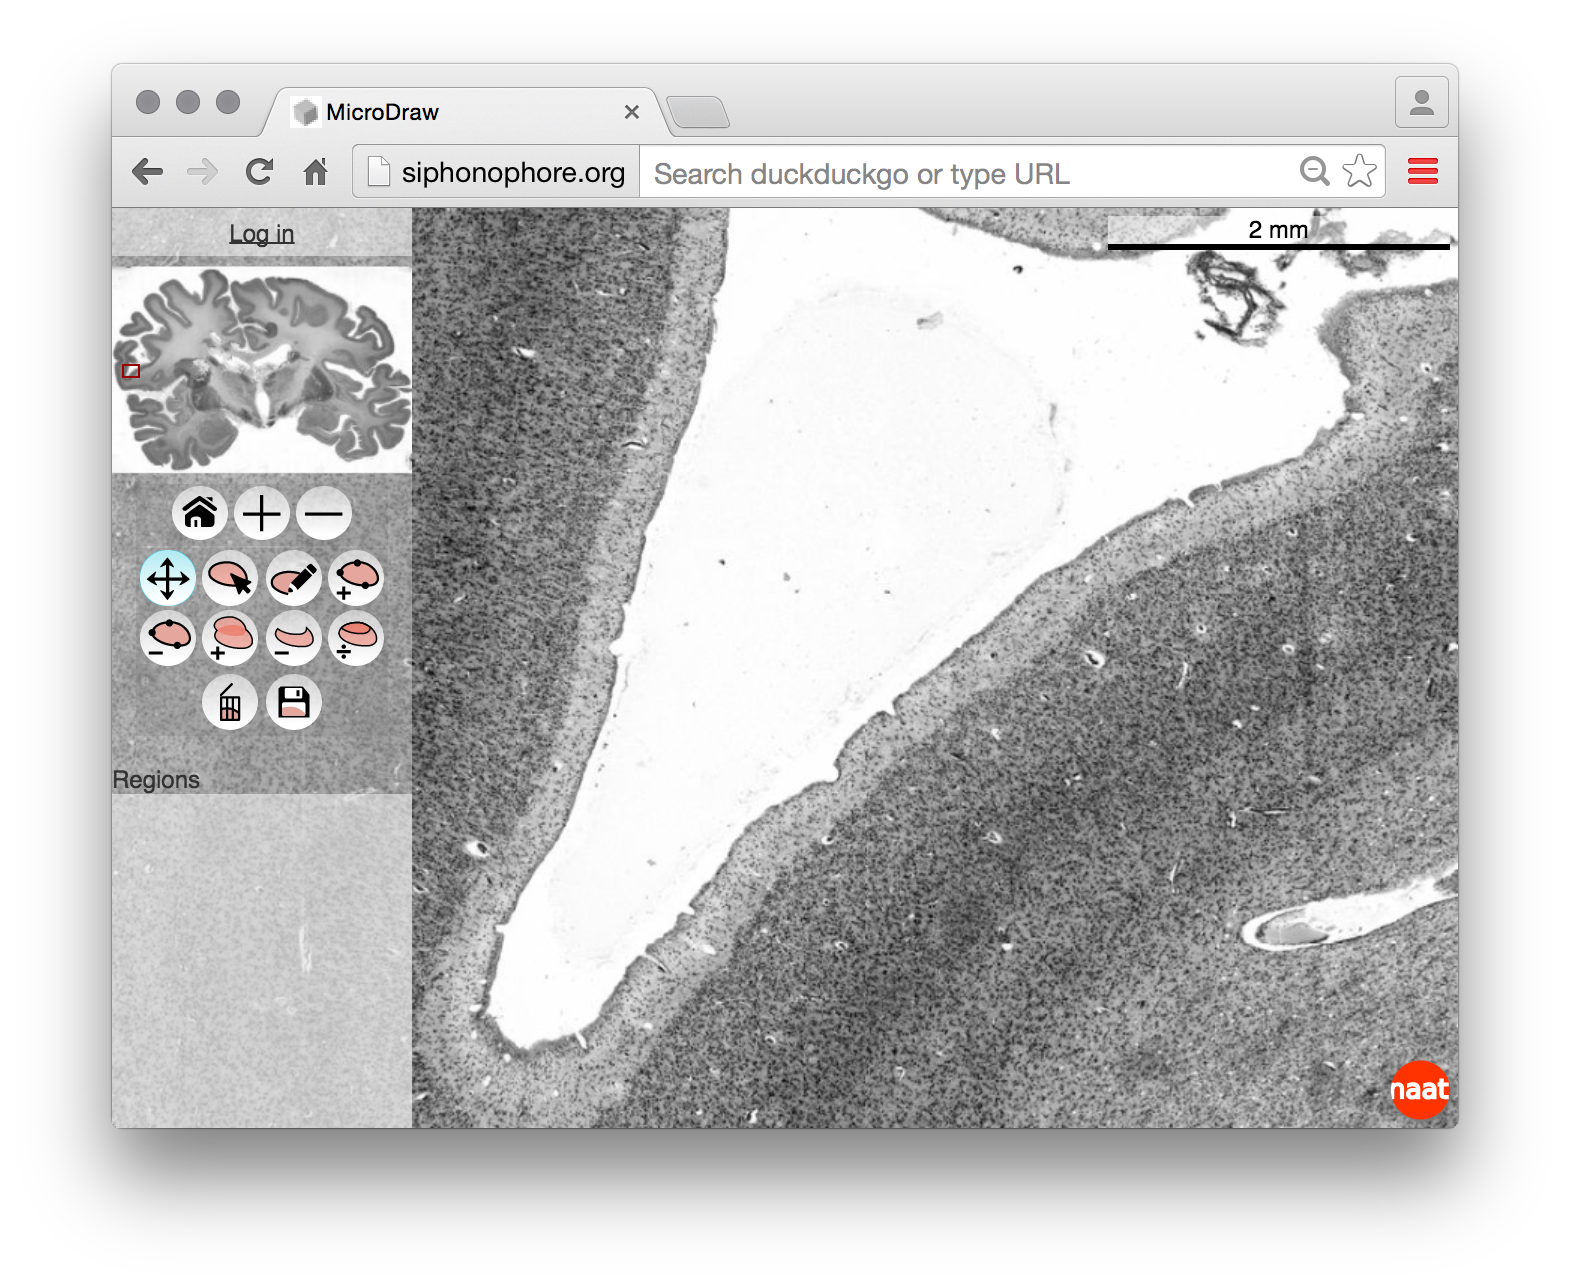 MicroDraw
siphonophore.org
Search duckduckgo or type URL
Log in
2 mm
Regions
naat